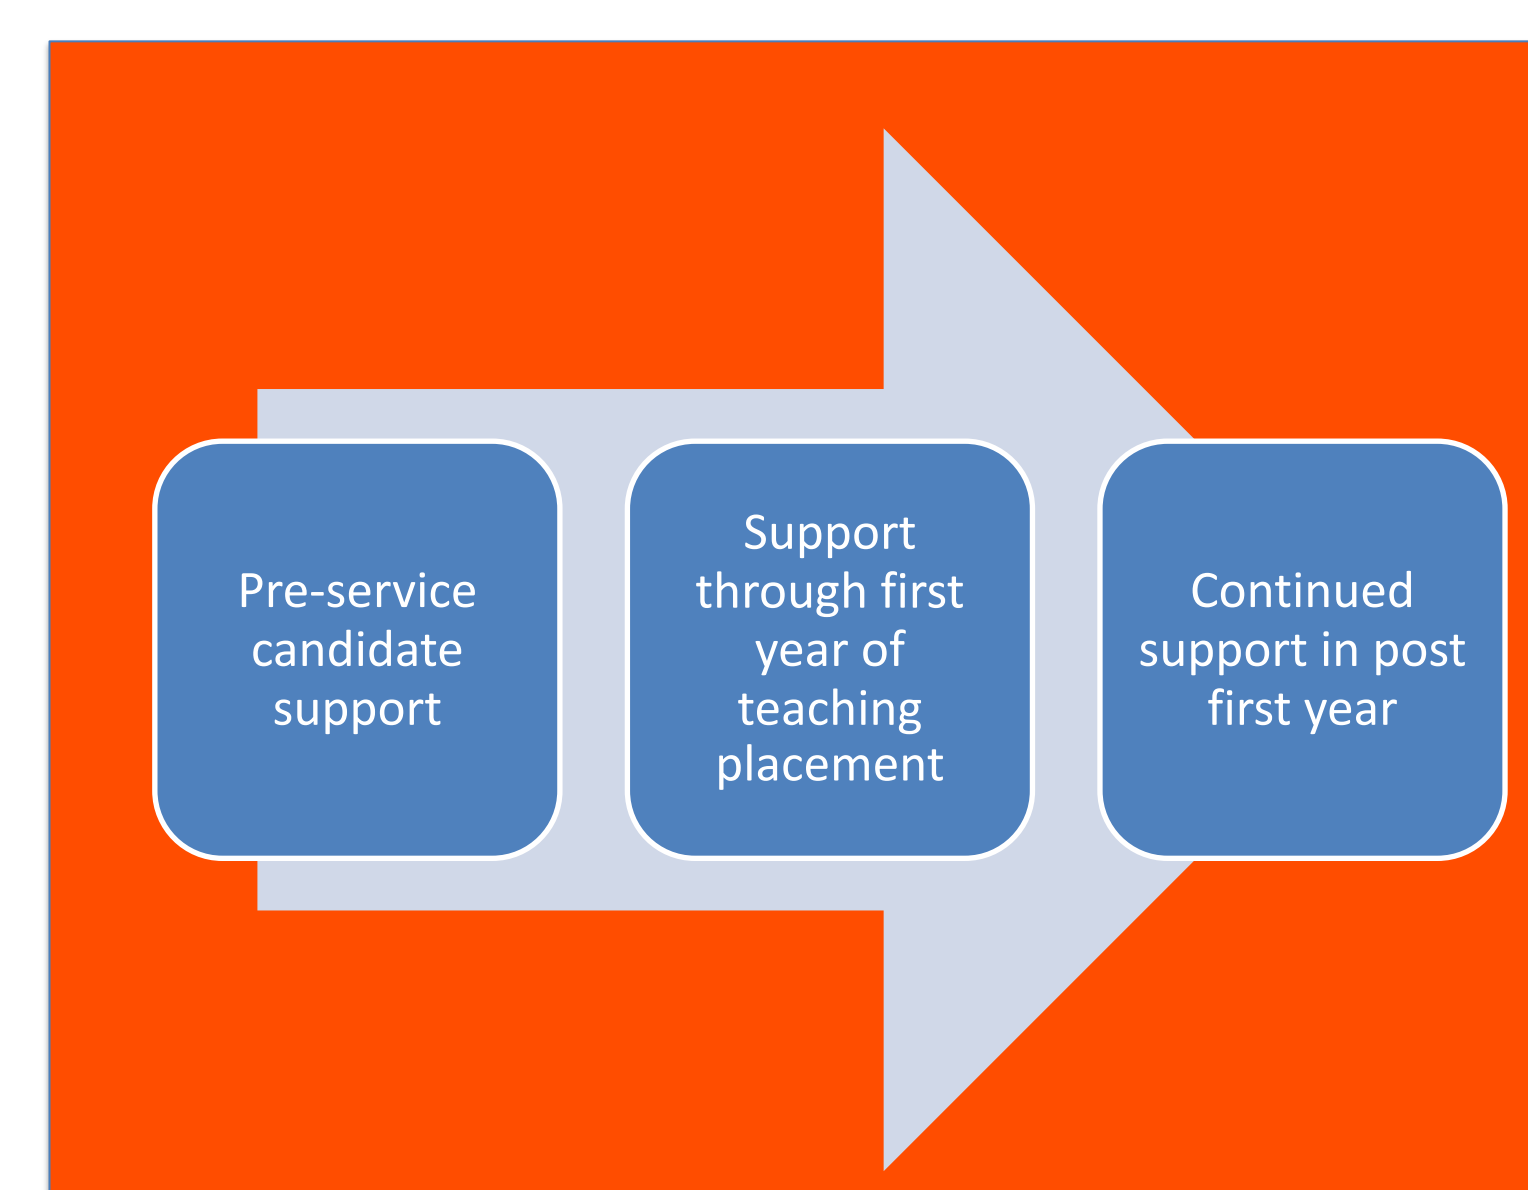 Pre-service
candidate
support
Support
through first
year of
teaching
placement
Continued
support in post
first year